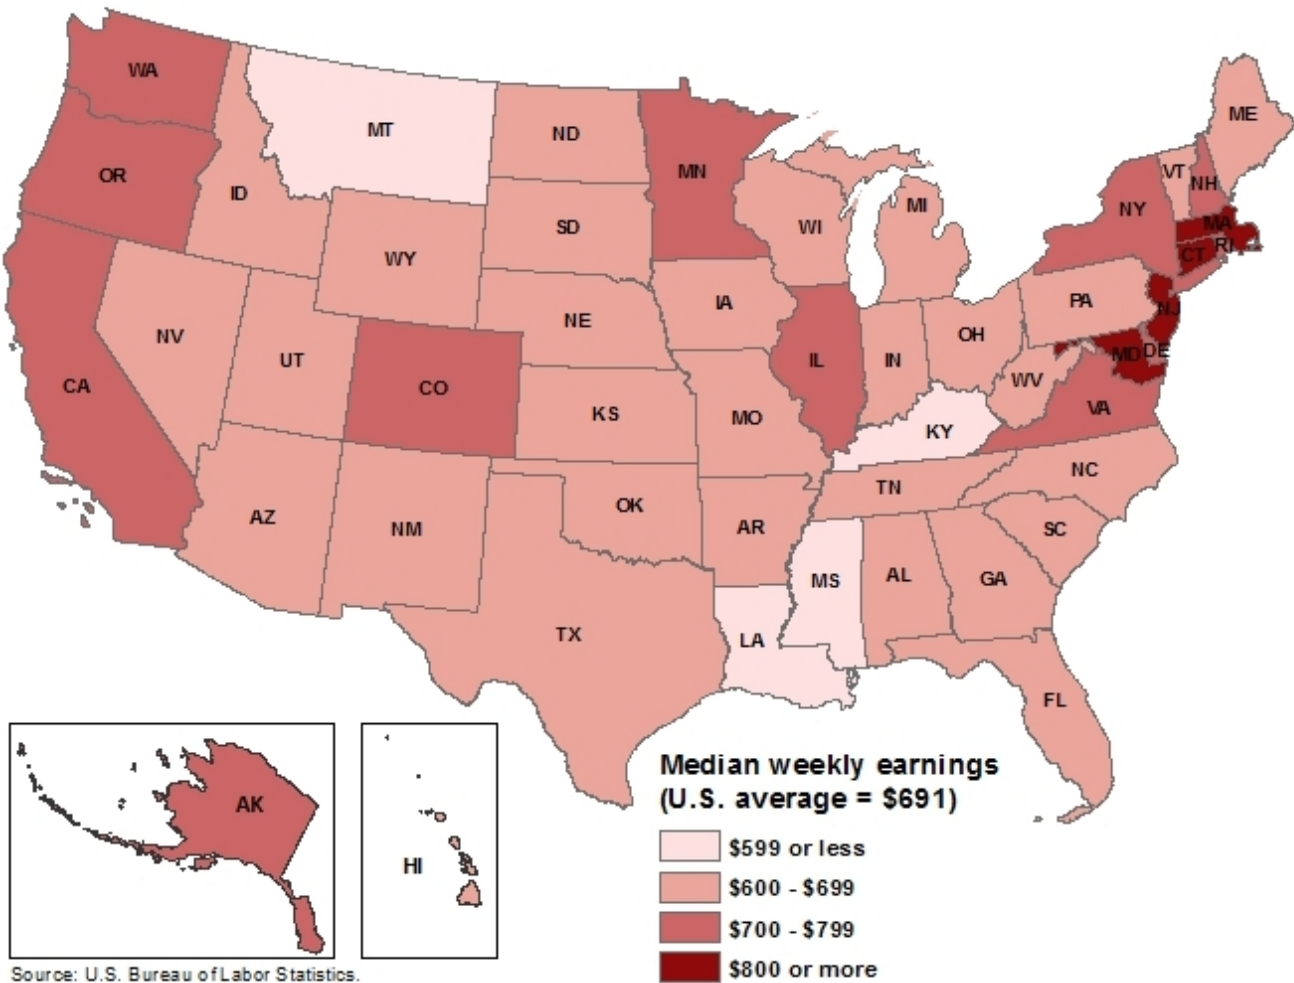 WA
MT
ND
MN
ME
OR
ID
SD
WI
MI
NY
VT
NH
MA
RI
CT
WY
IA
PA
NJ
NV
UT
NE
IL
IN
OH
MD
DE
CA
CO
KS
MO
WV
VA
KY
AZ
NM
OK
AR
TN
NC
SC
MS
AL
GA
TX
LA
FL
AK
HI
Median weekly earnings
(U.S. average = $691)
$599 or less
$600 - $699
$700 - $799
$800 or more
Source: U.S. Bureau of Labor Statistics.